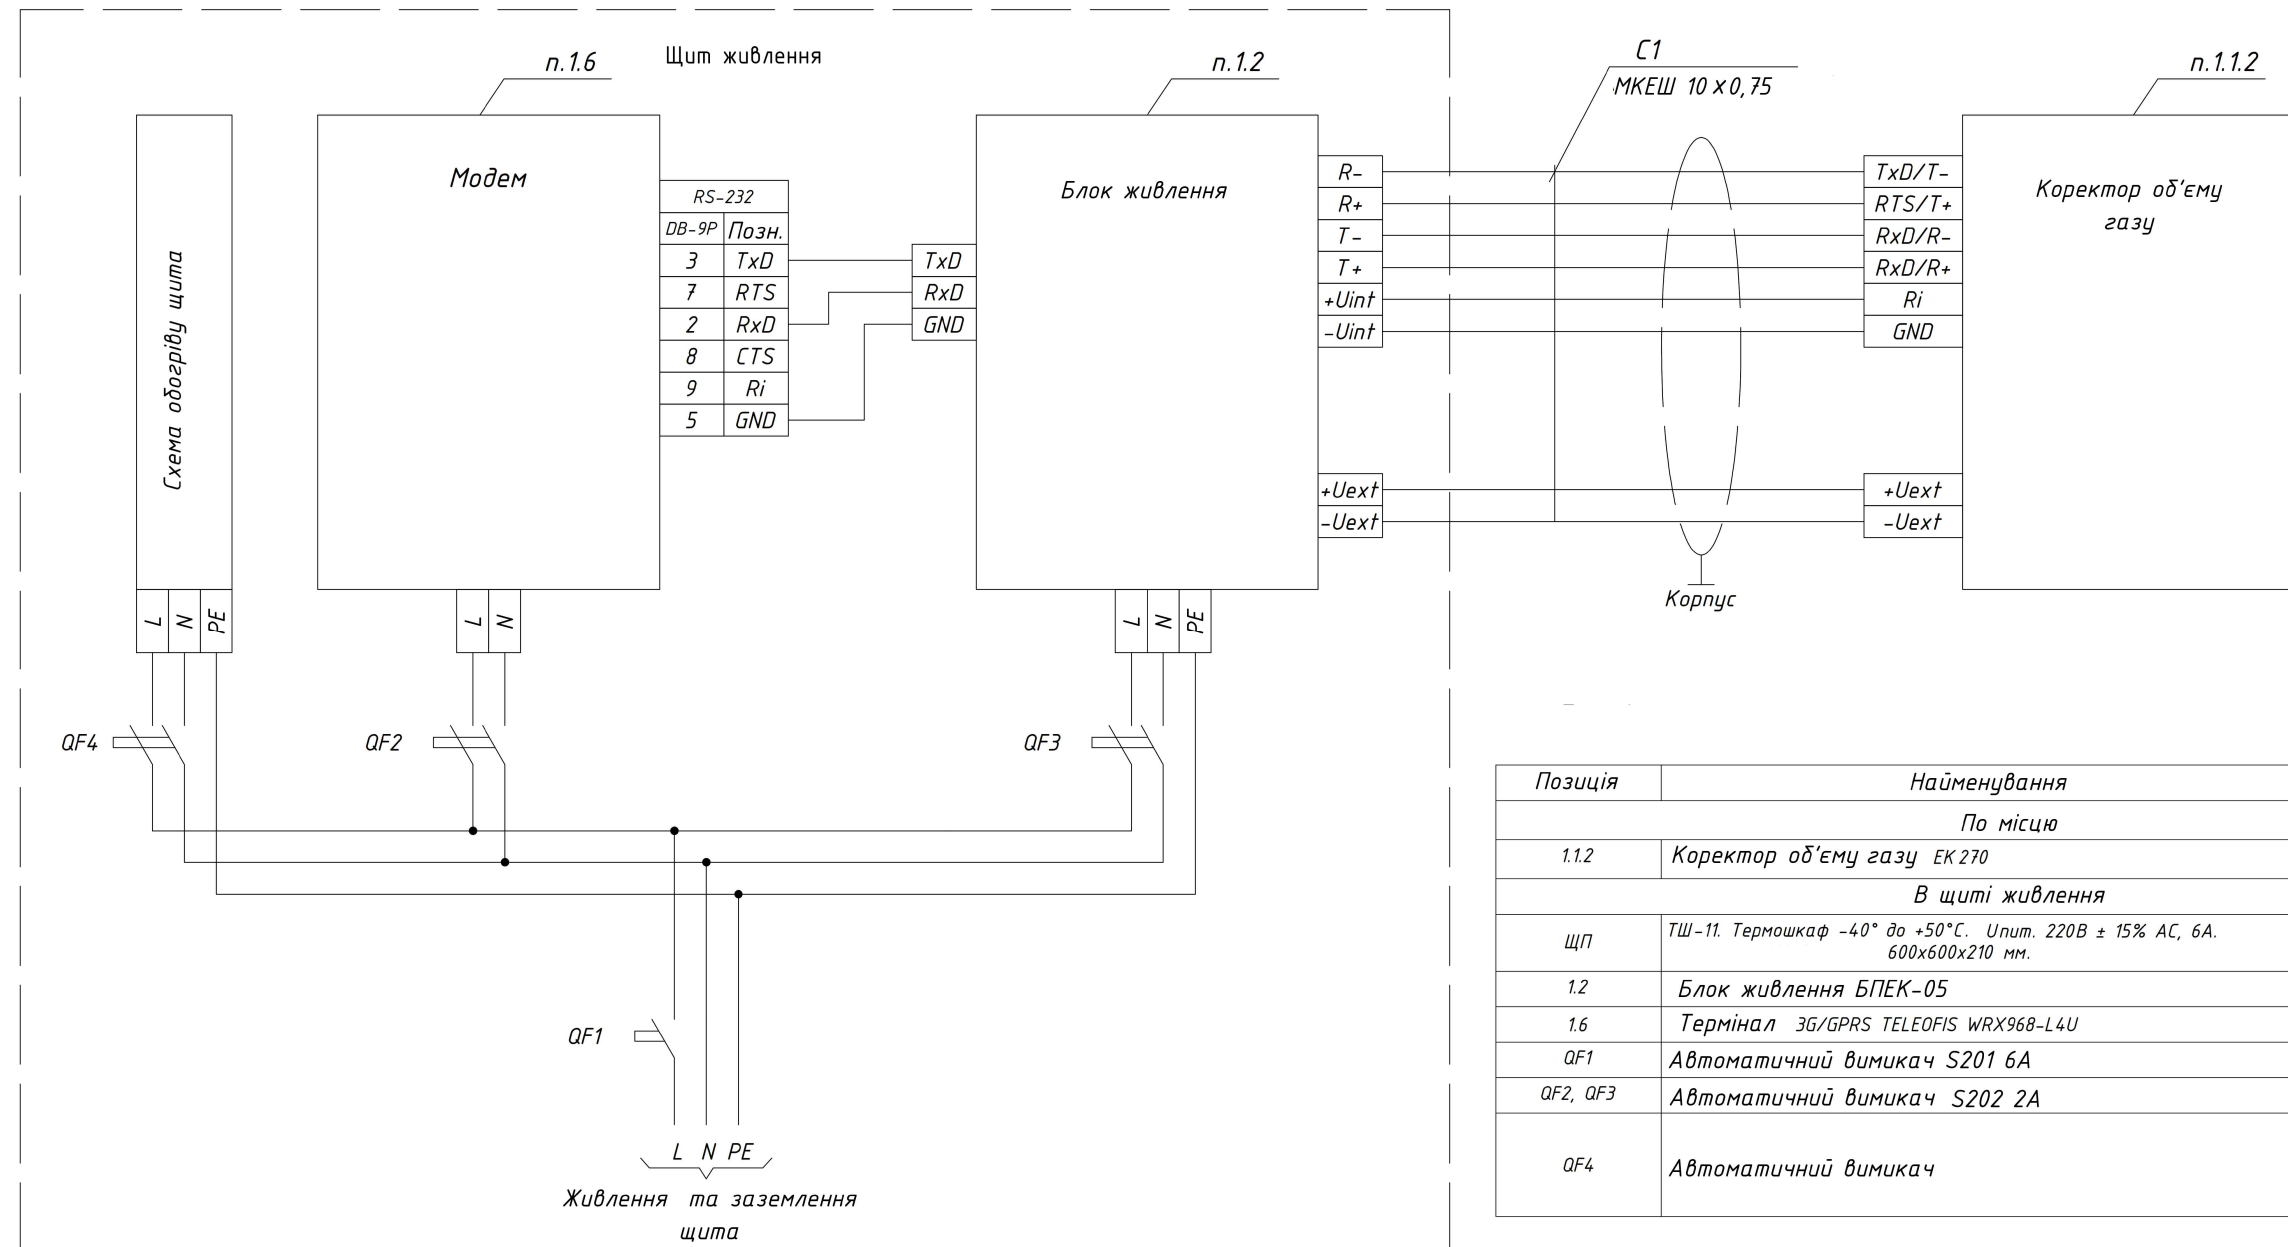 Щит живлення
п.1.6
п.1.2
С1
МКЕШ 10 х 0,75
п.1.1.2
Схема обогріву щита
L
N
PE
Модем
RS-232
DB-9P Позн.
3 TxD
7 RTS
2 RxD
8 CTS
9 Ri
5 GND
L
N
Блок живлення
TxD
RxD
GND
R-
R+
T-
T+
+Uint
-Uint
+Uext
-Uext
L
N
PE
TxD/T-
RTS/T+
RxD/R-
RxD/R+
Ri
GND
+Uext
-Uext
Коректор об'єму
газу
Корпус
QF4
QF2
QF3
QF1
L N PE
Живлення та заземлення
щита
Позиція Найменування
По місцю
1.1.2 Коректор об'єму газу ЕК 270
В щиті живлення
ЩП ТШ-11. Термошкаф -40° до +50°С. Uпит. 220В ± 15% АС, 6А.
600х600х210 мм.
1.2 Блок живлення БПЕК-05
1.6 Термінал 3G/GPRS TELEOFIS WRX968-L4U
QF1 Автоматичний вимикач S201 6А
QF2, QF3 Автоматичний вимикач S202 2А
QF4 Автоматичний вимикач